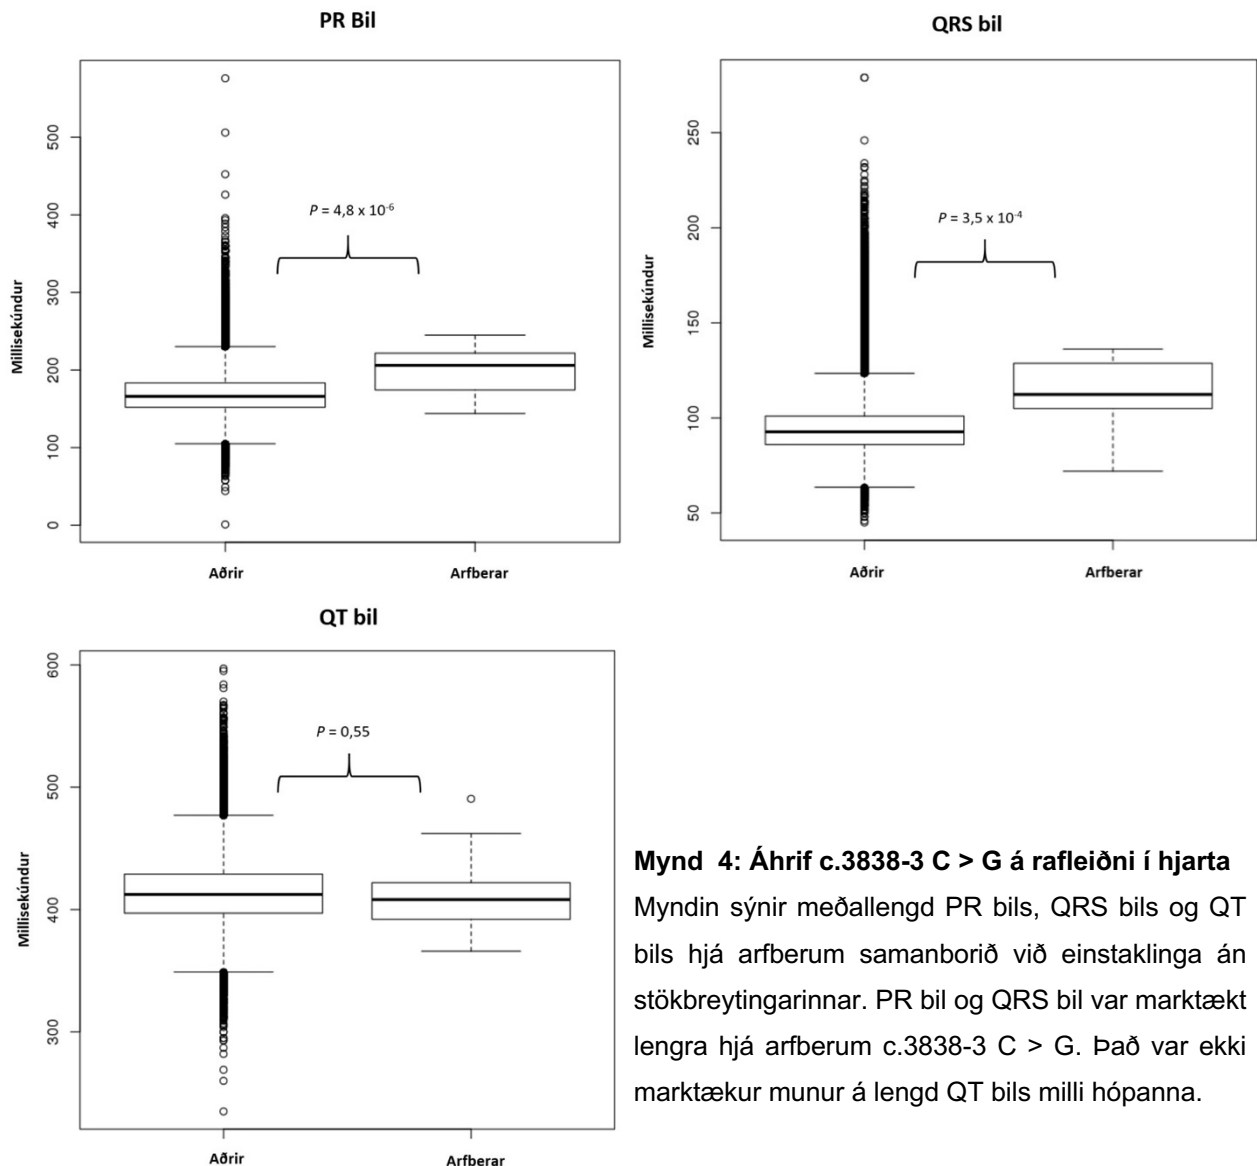 PR Bil
Millisekúndur
500
400
300
200
100
0
P = 4,8 x 10⁻⁶
Aðrir
Arfberar
QRS bil
Millisekúndur
250
200
150
100
50
P = 3,5 x 10⁻⁴
Aðrir
Arfberar
QT bil
Millisekúndur
600
500
400
300
P = 0,55
Aðrir
Arfberar
Mynd 4: Áhrif c.3838-3 C > G á rafleiðni í hjarta
Myndin sýnir meðallengd PR bils, QRS bils og QT
bils hjá arfberum samanborið við einstaklinga án
stökbreytingarinnar. PR bil og QRS bil var marktækt
lengra hjá arfberum c.3838-3 C > G. Það var ekki
marktækur munur á lengd QT bils milli hópanna.